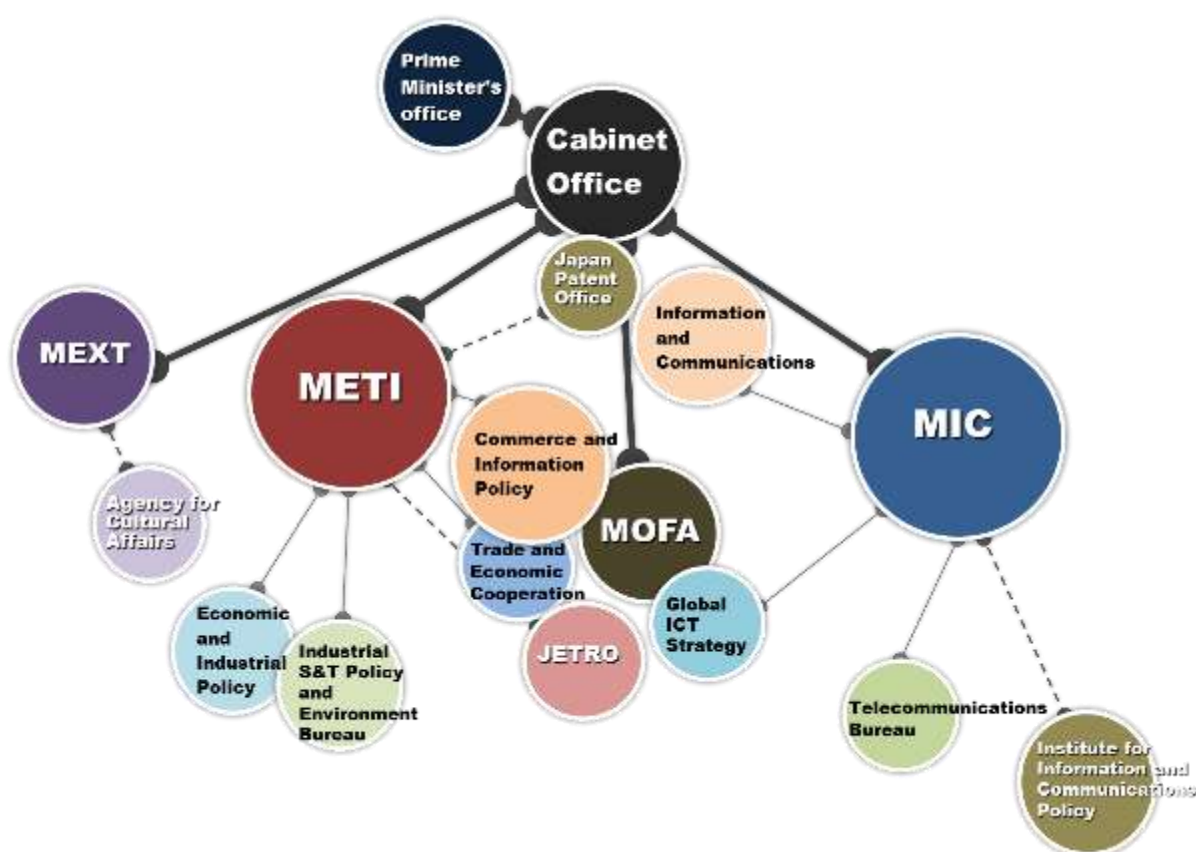 Prime
Minister's
office
Cabinet
Office
Japan
Patent
Office
Information
and
Communications
MEXT
METI
MIC
Commerce and
Information
Policy
Agency for
Cultural
Affairs
MOFA
Trade and
Economic
Cooperation
Economic
and
Industrial
Policy
Industrial
S&T Policy
and
Environment
Bureau
JETRO
Global
ICT
Strategy
Telecommunications
Bureau
Institute for
Information and
Communications
Policy